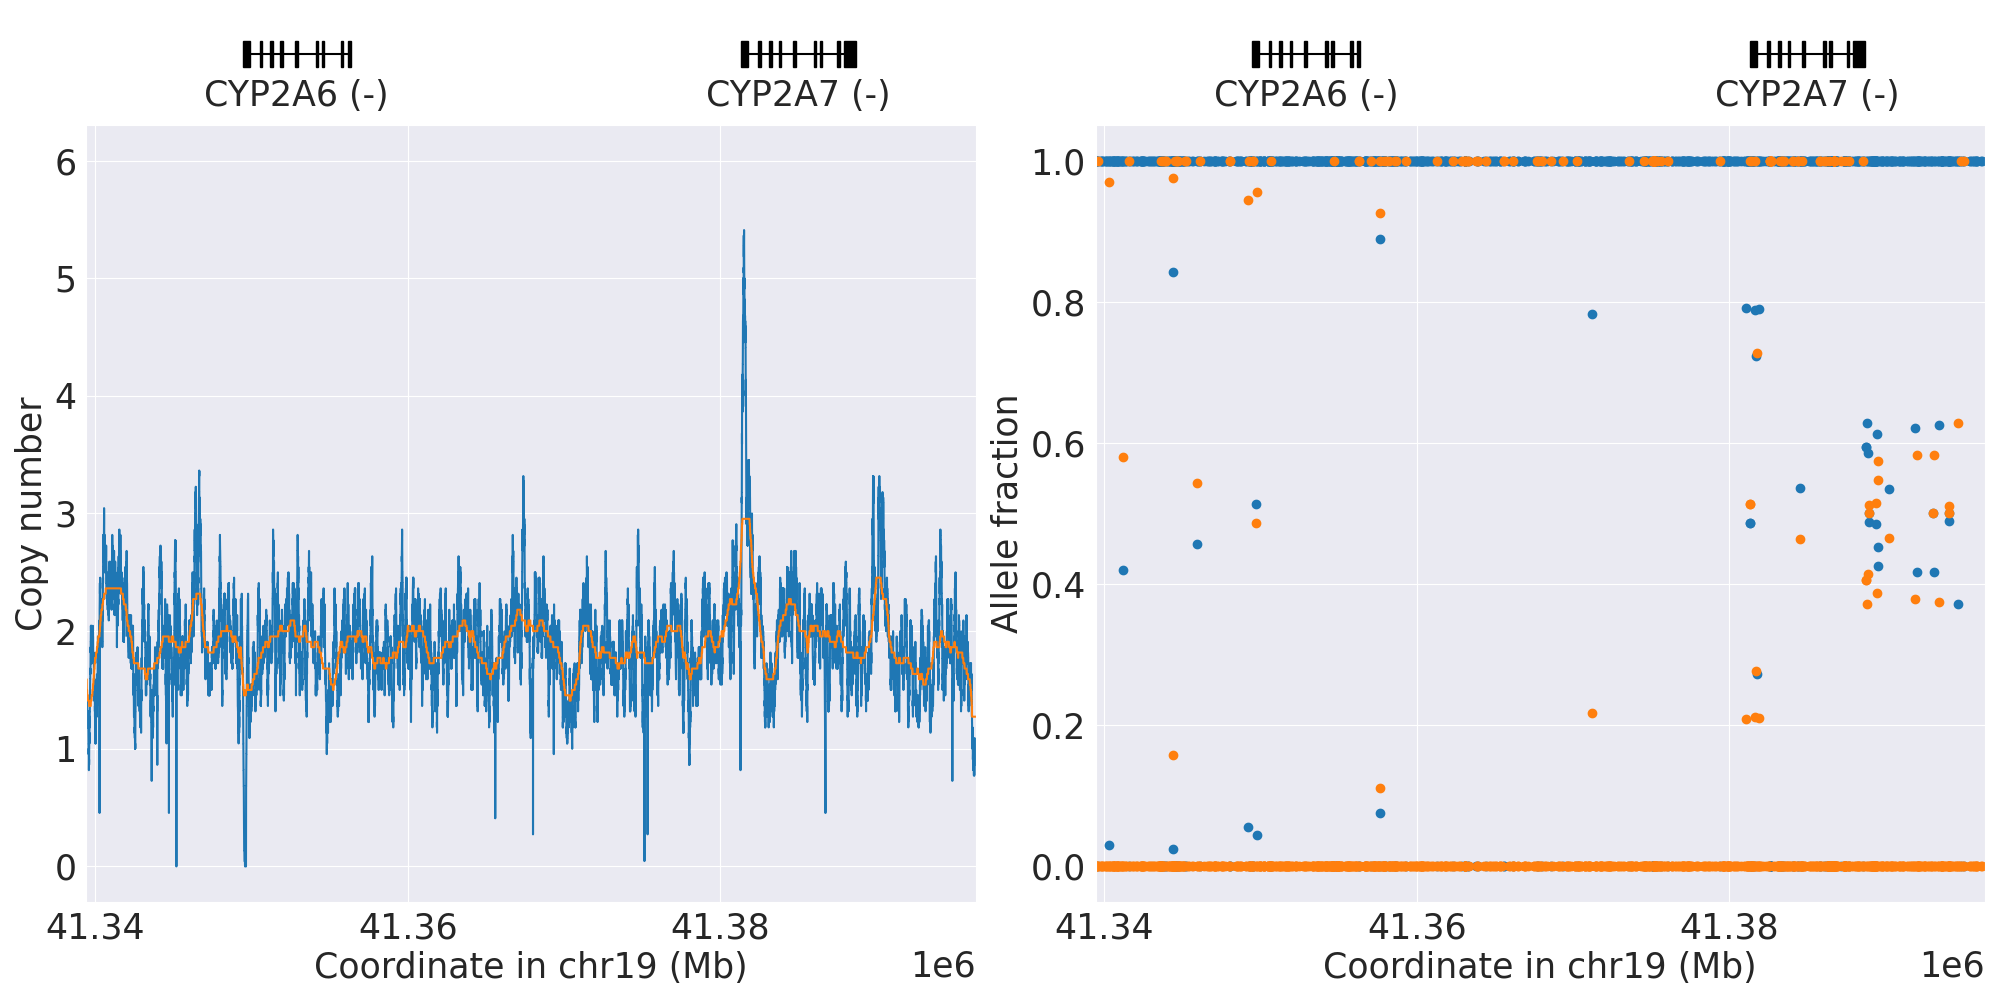 CYP2A6 (-)
CYP2A7 (-)
6
5
4
3
2
1
0
Copy number
41.34
41.36
41.38
Coordinate in chr19 (Mb)
1e6
CYP2A6 (-)
CYP2A7 (-)
1.0
0.8
0.6
0.4
0.2
0.0
Allele fraction
41.34
41.36
41.38
Coordinate in chr19 (Mb)
1e6